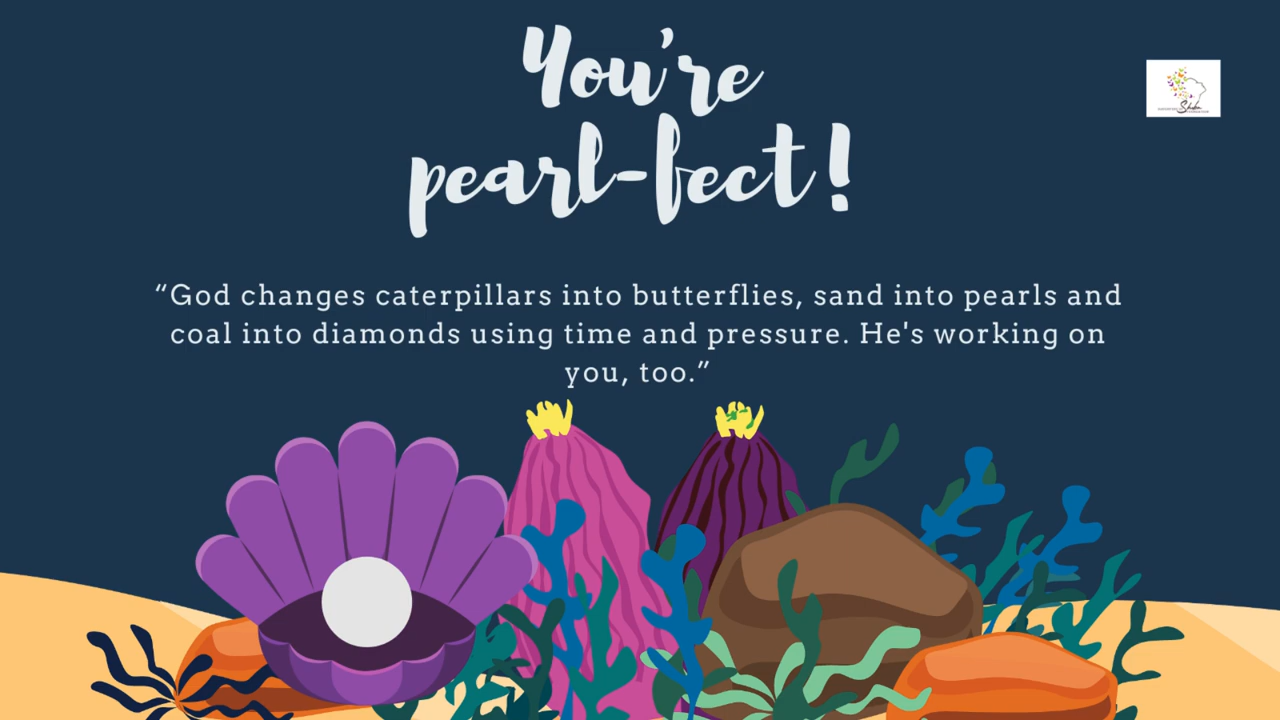 You're
pearl-fect!
“God changes caterpillars into butterflies, sand into pearls and
coal into diamonds using time and pressure. He's working on
you, too.”